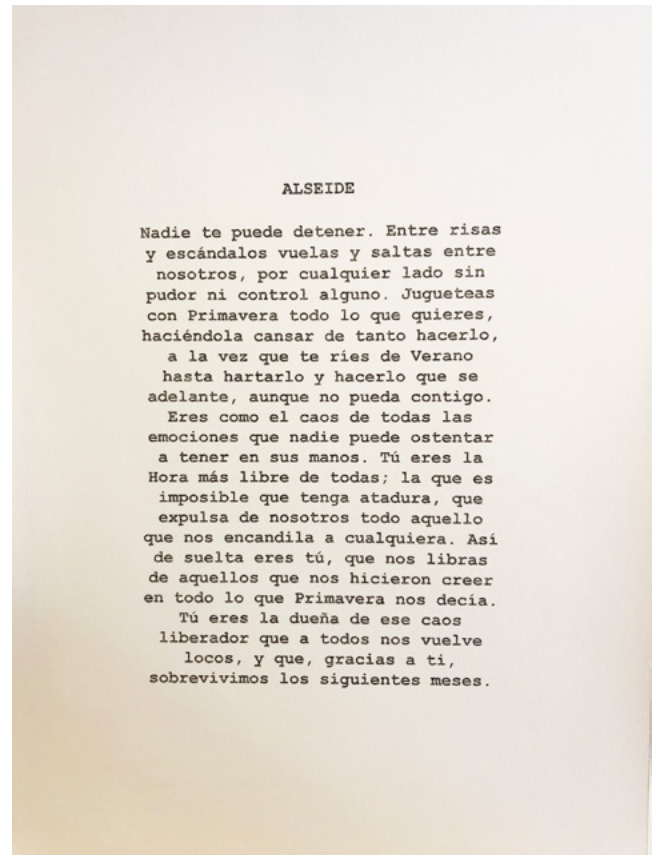 ALSEIDE
Nadie te puede detener. Entre risas
y escándalos vuelas y saltas entre
nosotros, por cualquier lado sin
pudor ni control alguno. Jugueteas
con Primavera todo lo que quieres,
haciéndola cansar de tanto hacerlo,
a la vez que te ríes de Verano
hasta hartarlo y hacerlo que se
adelante, aunque no pueda contigo.
Eres como el caos de todas las
emociones que nadie puede ostentar
a tener en sus manos. Tú eres la
Hora más libre de todas; la que es
imposible que tenga atadura, que
expulsa de nosotros todo aquello
que nos encandila a cualquiera. Así
de suelta eres tú, que nos libras
de aquellos que nos hicieron creer
en todo lo que Primavera nos decía.
Tú eres la dueña de ese caos
liberador que a todos nos vuelve
locos, y que, gracias a ti,
sobrevivimos los siguientes meses.